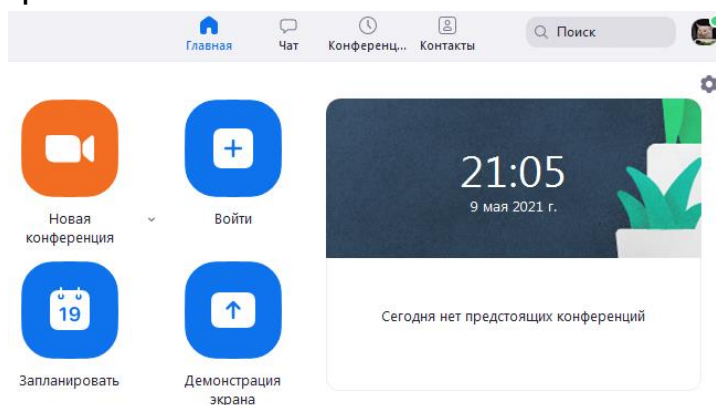 Главная
Чат
Конференц...
Контакты
Поиск
21:05
9 мая 2021 г.
Новая
конференция
Войти
19
Сегодня нет предстоящих конференций
Запланировать
Демонстрация
экрана